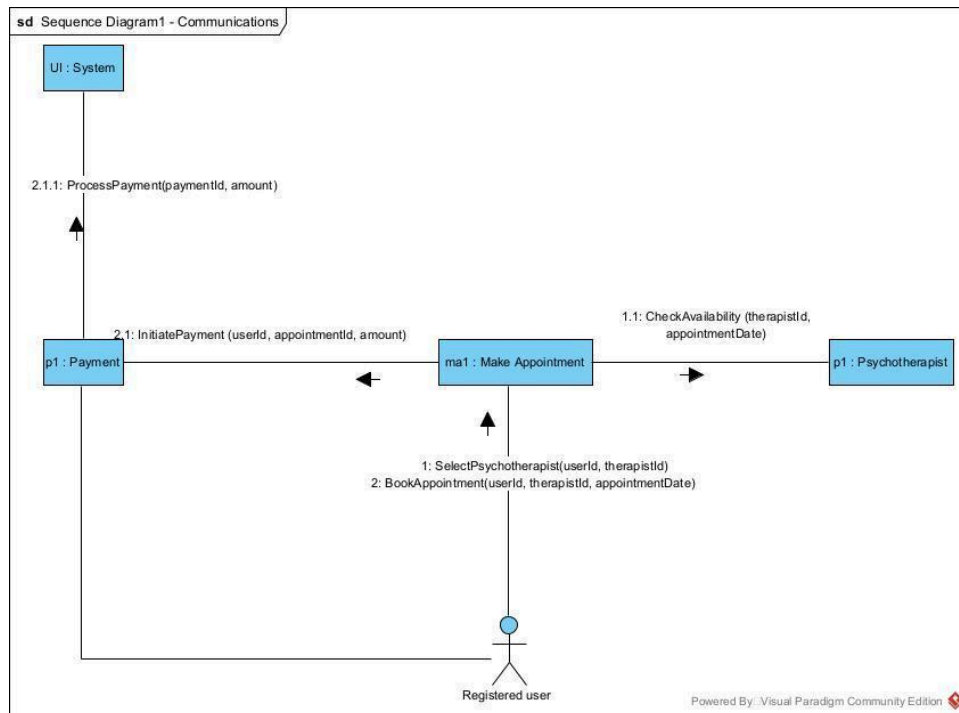 sd Sequence Diagram1 - Communications
UI : System
2.1.1: ProcessPayment(paymentId, amount)
2.1: InitiatePayment (userId, appointmentId, amount)
1.1: CheckAvailability (therapistId,
appointmentDate)
p1 : Payment
ma1 : Make Appointment
p1 : Psychotherapist
1: SelectPsychotherapist(userId, therapistId)
2: BookAppointment(userId, therapistId, appointmentDate)
Registered user
Powered By Visual Paradigm Community Edition